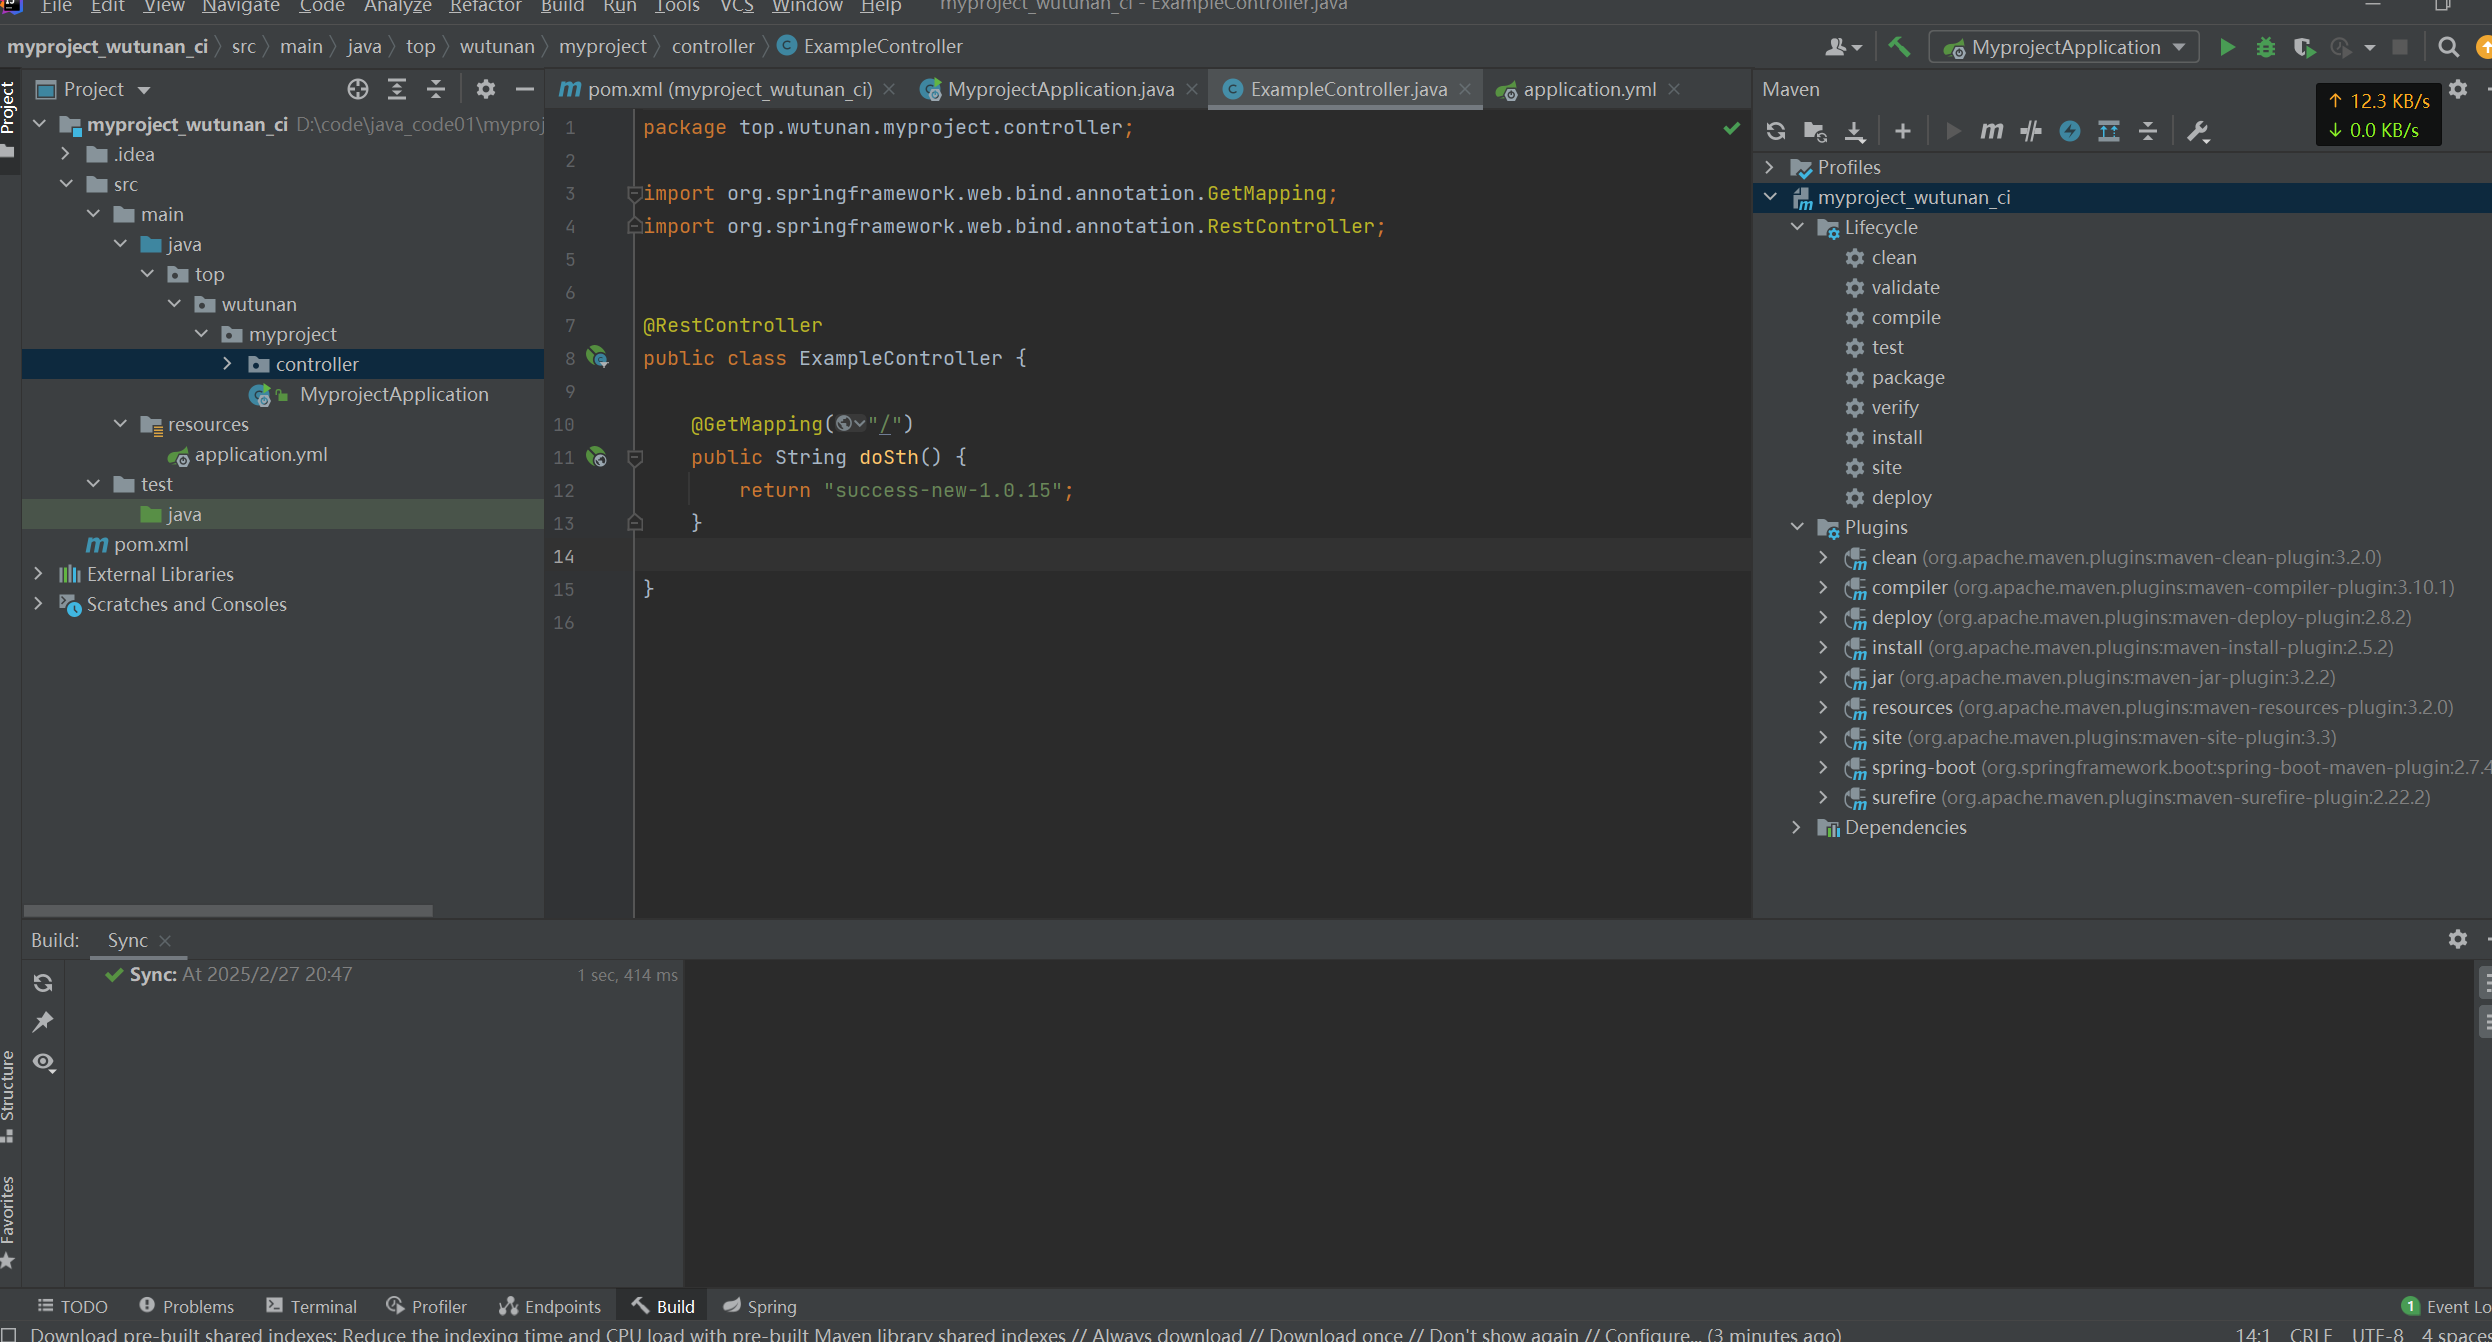 File Edit View Navigate Code Analyze Refactor Build Run Tools VCS Window Help myproject_wutunan_ci - ExampleController.java
myproject_wutunan_ci src main java top wutunan myproject controller ExampleController
MyprojectApplication
Project
Project
myproject_wutunan_ci D:\code\java_code01\myproj
.idea
src
main
java
top
wutunan
myproject
controller
MyprojectApplication
resources
application.yml
test
java
pom.xml
External Libraries
Scratches and Consoles
pom.xml (myproject_wutunan_ci) MyprojectApplication.java ExampleController.java application.yml
1 package top.wutunan.myproject.controller;
2
3 import org.springframework.web.bind.annotation.GetMapping;
4 import org.springframework.web.bind.annotation.RestController;
5
6
7 @RestController
8 public class ExampleController {
9
10 @GetMapping("/")
11 public String doSth() {
12 return "success-new-1.0.15";
13 }
14
15 }
16
Maven
↑ 12.3 KB/s
↓ 0.0 KB/s
Profiles
myproject_wutunan_ci
Lifecycle
clean
validate
compile
test
package
verify
install
site
deploy
Plugins
clean (org.apache.maven.plugins:maven-clean-plugin:3.2.0)
compiler (org.apache.maven.plugins:maven-compiler-plugin:3.10.1)
deploy (org.apache.maven.plugins:maven-deploy-plugin:2.8.2)
install (org.apache.maven.plugins:maven-install-plugin:2.5.2)
jar (org.apache.maven.plugins:maven-jar-plugin:3.2.2)
resources (org.apache.maven.plugins:maven-resources-plugin:3.2.0)
site (org.apache.maven.plugins:maven-site-plugin:3.3)
spring-boot (org.springframework.boot:spring-boot-maven-plugin:2.7.4
surefire (org.apache.maven.plugins:maven-surefire-plugin:2.22.2)
Dependencies
Build: Sync
Sync: At 2025/2/27 20:47 1 sec, 414 ms
Structure
Favorites
TODO Problems Terminal Profiler Endpoints Build Spring 1 Event Lo
Download pre-built shared indexes: Reduce the indexing time and CPU load with pre-built Maven library shared indexes // Always download // Download once // Don't show again // Configure... (3 minutes ago) 14:1 CRLF UTF-8 4 spaces